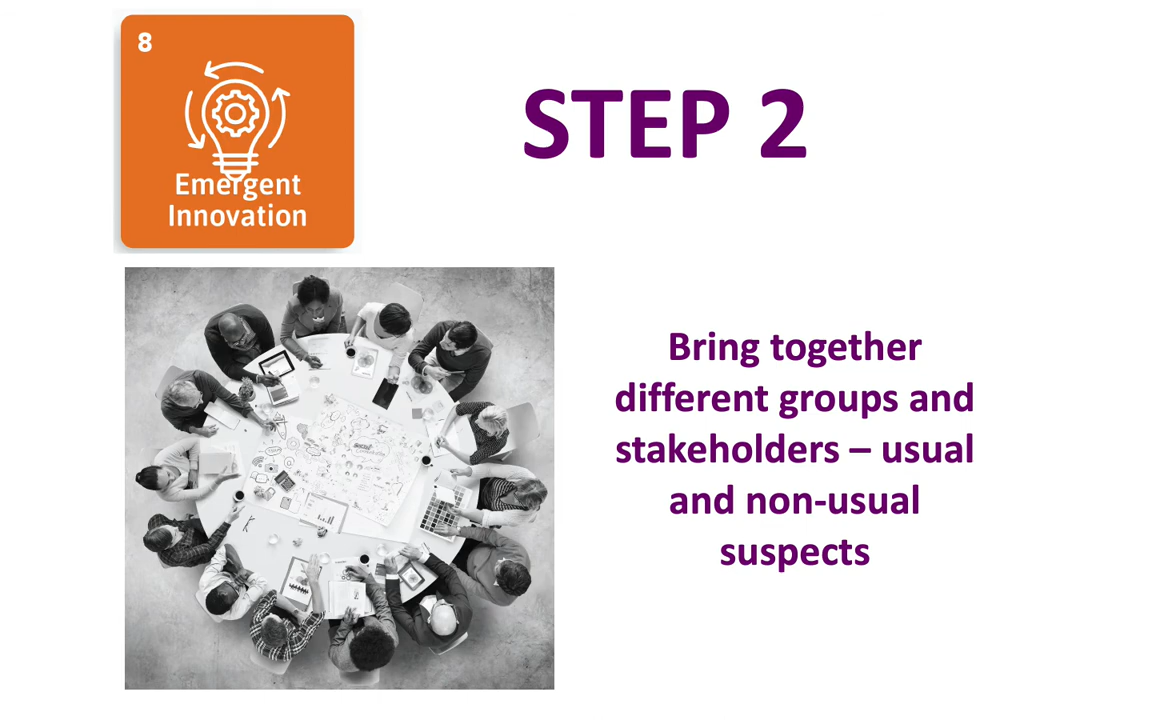 8
Emergent
Innovation
STEP 2
Bring together
different groups and
stakeholders – usual
and non-usual
suspects